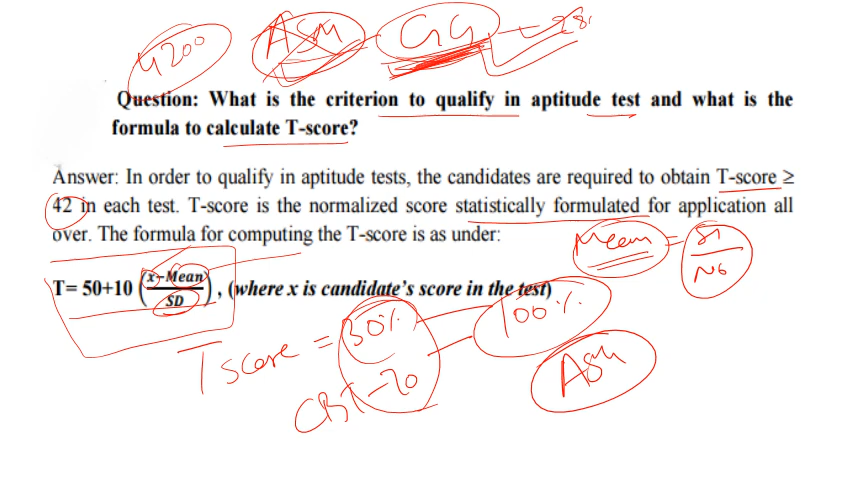 4200 ASM GG
Question: What is the criterion to qualify in aptitude test and what is the
formula to calculate T-score?
Answer: In order to qualify in aptitude tests, the candidates are required to obtain T-score ≥
42 in each test. T-score is the normalized score statistically formulated for application all
over. The formula for computing the T-score is as under:
Mean =
T= 50+10 (x-Mean/SD), (where x is candidate's score in the test)
T score = 30% 100%
CBT - 70 ASM